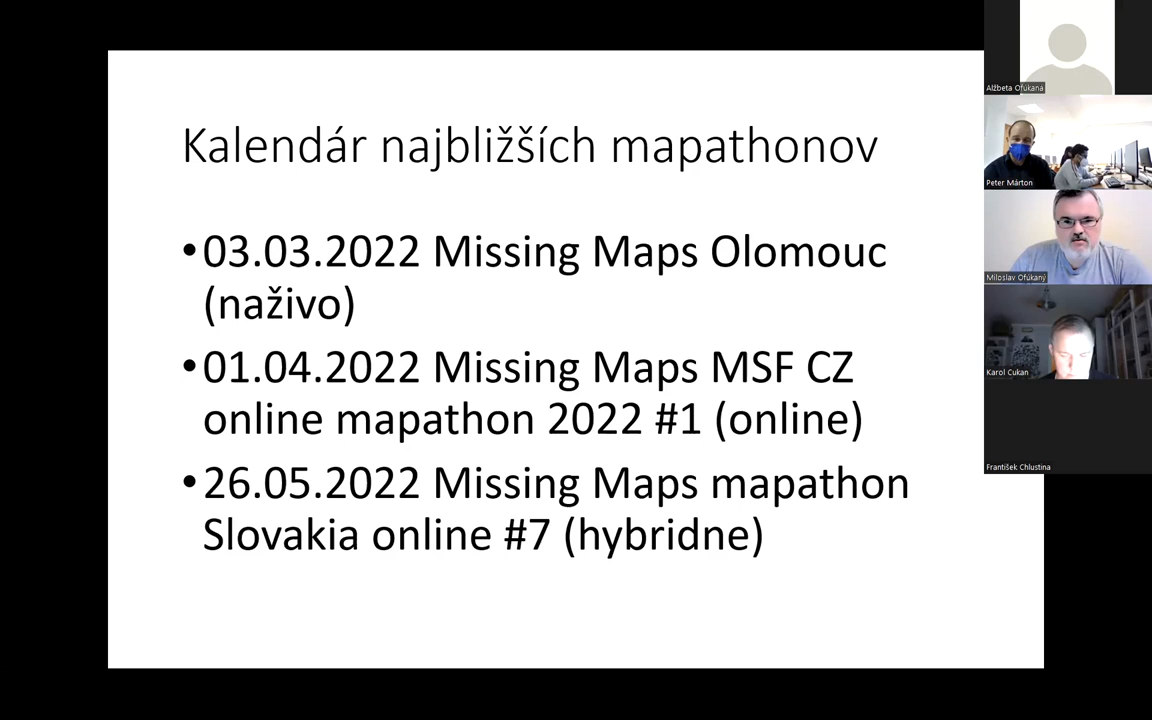 Kalendár najbližších mapathonov
•03.03.2022 Missing Maps Olomouc
(naživo)
•01.04.2022 Missing Maps MSF CZ
online mapathon 2022 #1 (online)
•26.05.2022 Missing Maps mapathon
Slovakia online #7 (hybridne)
Alžbeta Ofúkaná
Peter Márton
Miloslav Ofúkaný
Karol Cukan
František Chlustina